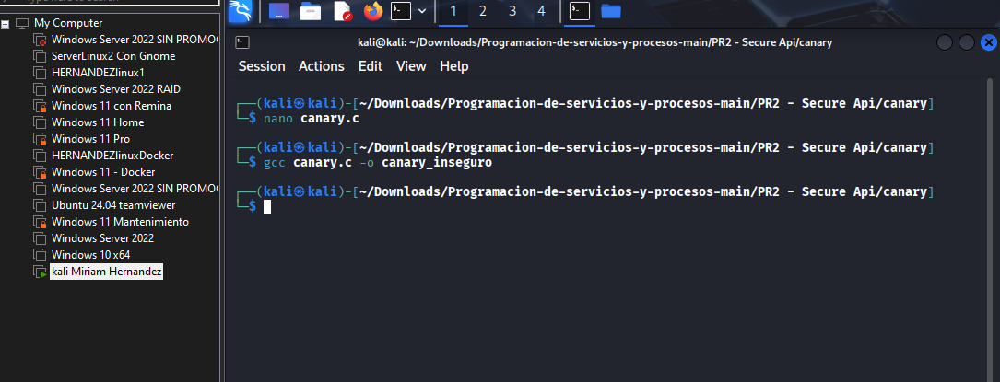 My Computer
Windows Server 2022 SIN PROMO
ServerLinux2 Con Gnome
HERNANDEZlinux1
Windows Server 2022 RAID
Windows 11 con Remina
Windows 11 Home
Windows 11 Pro
HERNANDEZlinuxDocker
Windows 11 - Docker
Windows Server 2022 SIN PROMO
Ubuntu 24.04 teamviewer
Windows 11 Mantenimiento
Windows Server 2022
Windows 10 x64
kali Miriam Hernandez
1 2 3 4
kali@kali: ~/Downloads/Programacion-de-servicios-y-procesos-main/PR2 - Secure Api/canary
Session Actions Edit View Help
┌──(kali㉿kali)-[~/Downloads/Programacion-de-servicios-y-procesos-main/PR2 - Secure Api/canary]
└─$ nano canary.c
┌──(kali㉿kali)-[~/Downloads/Programacion-de-servicios-y-procesos-main/PR2 - Secure Api/canary]
└─$ gcc canary.c -o canary_inseguro
┌──(kali㉿kali)-[~/Downloads/Programacion-de-servicios-y-procesos-main/PR2 - Secure Api/canary]
└─$